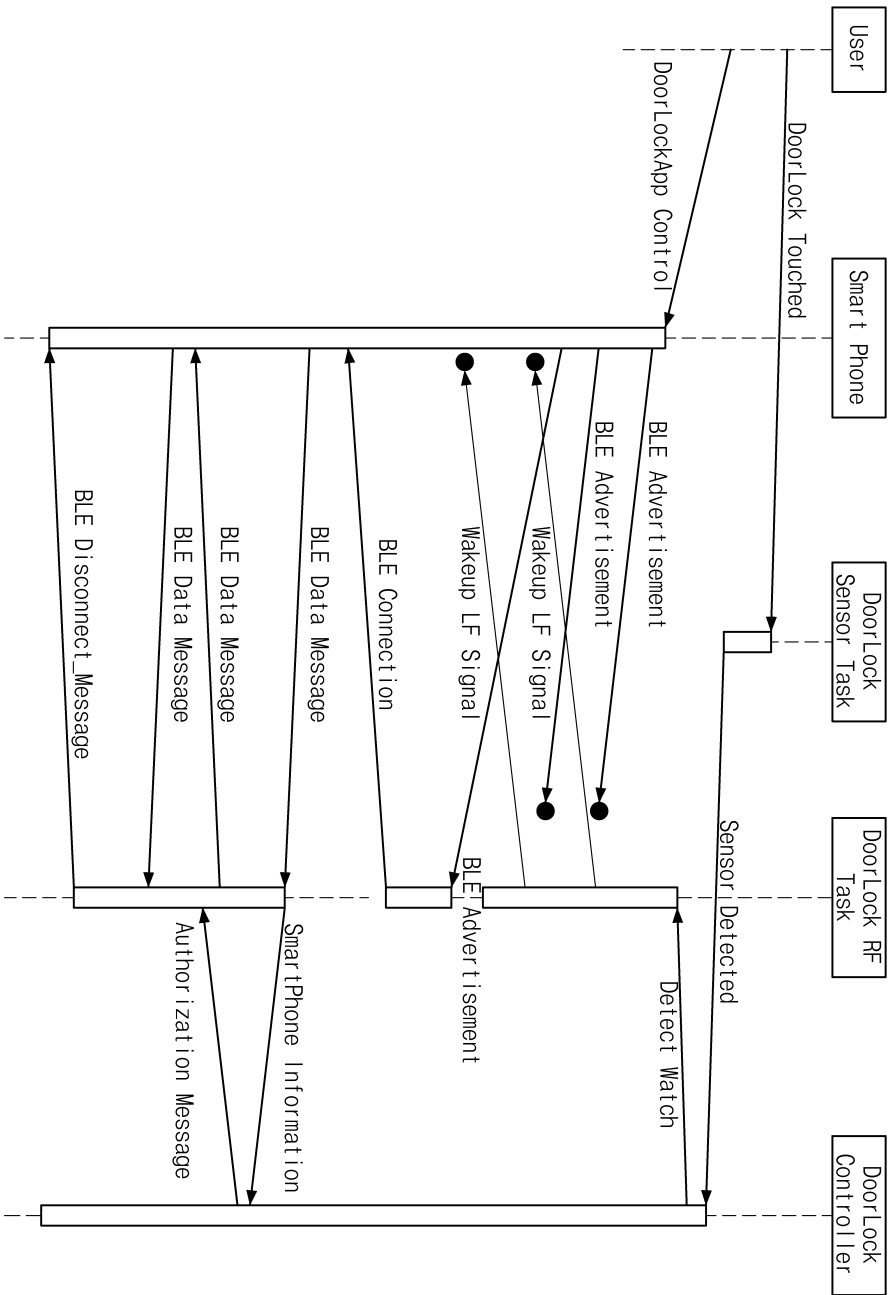 User
Smart Phone
DoorLock
Sensor Task
DoorLock RF
Task
DoorLock
Controller
DoorLock Touched
Sensor Detected
DoorLockApp Control
Detect Watch
BLE Advertisement
BLE Advertisement
Wakeup LF Signal
Wakeup LF Signal
BLE Advertisement
BLE Connection
BLE Data Message
SmartPhone Information
BLE Data Message
Authorization Message
BLE Data Message
BLE Disconnect_Message